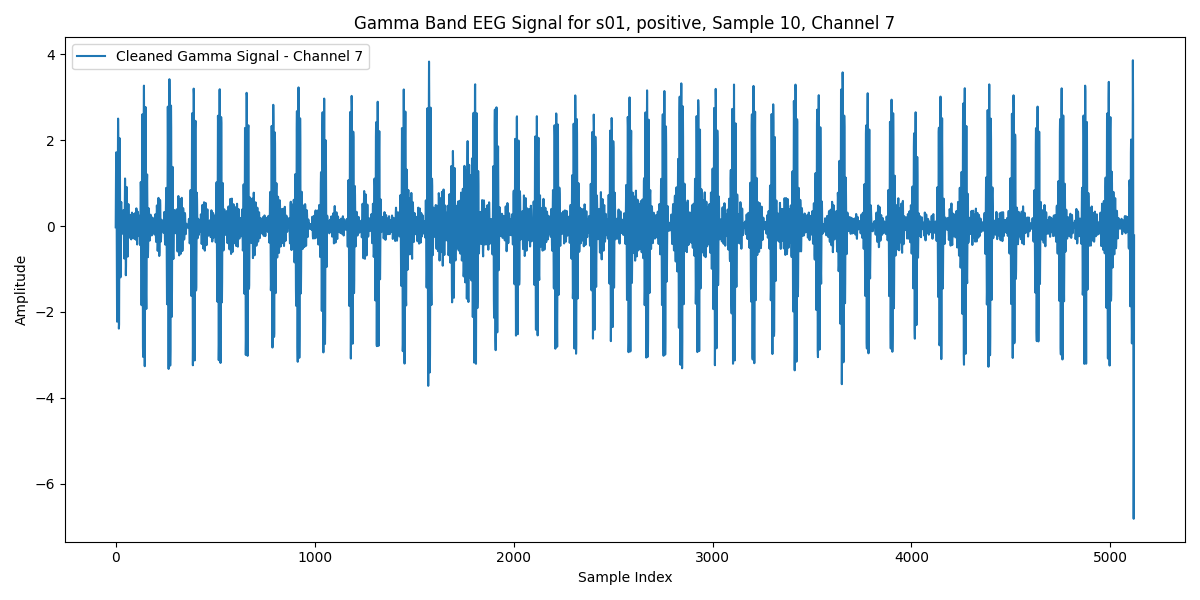 Gamma Band EEG Signal for s01, positive, Sample 10, Channel 7
Cleaned Gamma Signal - Channel 7
4
2
0
−2
−4
−6
Amplitude
0 1000 2000 3000 4000 5000
Sample Index